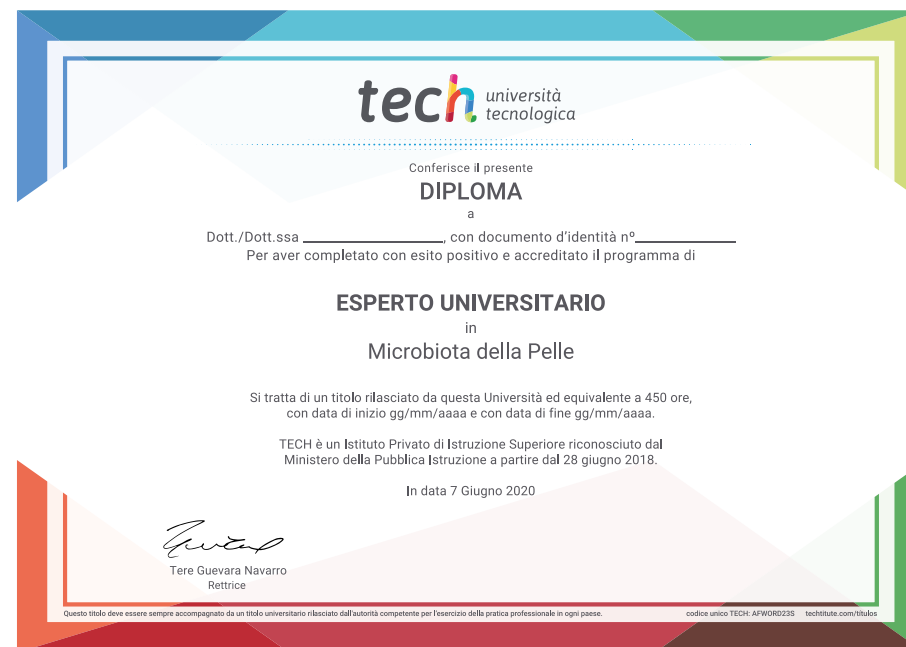 tech università
tecnologica
Conferisce il presente
DIPLOMA
a
Dott./Dott.ssa ____________________, con documento d'identità nº______________
Per aver completato con esito positivo e accreditato il programma di
ESPERTO UNIVERSITARIO
in
Microbiota della Pelle
Si tratta di un titolo rilasciato da questa Università ed equivalente a 450 ore,
con data di inizio gg/mm/aaaa e con data di fine gg/mm/aaaa.
TECH è un Istituto Privato di Istruzione Superiore riconosciuto dal
Ministero della Pubblica Istruzione a partire dal 28 giugno 2018.
In data 7 Giugno 2020
Tere Guevara Navarro
Rettrice
Questo titolo deve essere sempre accompagnato da un titolo universitario rilasciato dall'autorità competente per l'esercizio della pratica professionale in ogni paese. codice unico TECH: AFWORD23S techtitute.com/títulos